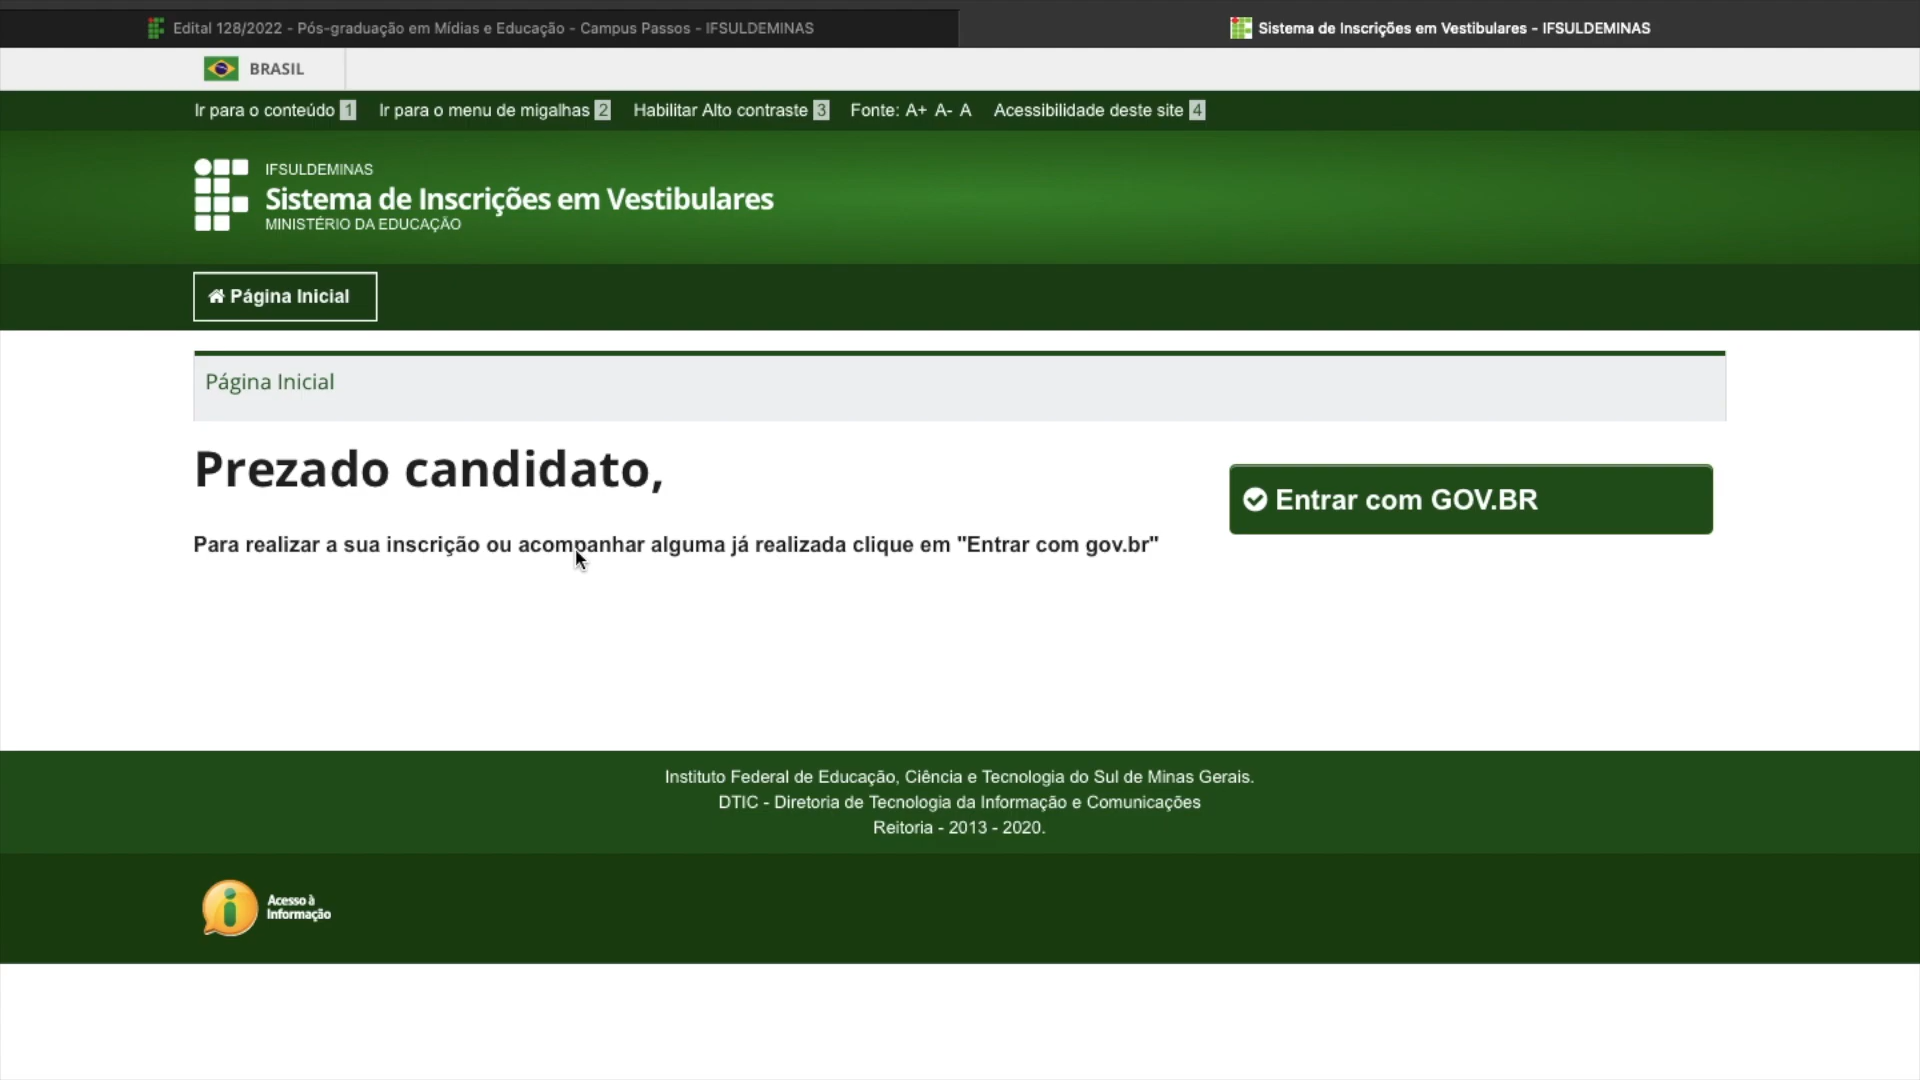 Edital 128/2022 - Pós-graduação em Mídias e Educação - Campus Passos - IFSULDEMINAS
Sistema de Inscrições em Vestibulares - IFSULDEMINAS
BRASIL
Ir para o conteúdo 1 Ir para o menu de migalhas 2 Habilitar Alto contraste 3 Fonte: A+ A- A Acessibilidade deste site 4
IFSULDEMINAS
Sistema de Inscrições em Vestibulares
MINISTÉRIO DA EDUCAÇÃO
Página Inicial
Página Inicial
Prezado candidato,
Entrar com GOV.BR
Para realizar a sua inscrição ou acompanhar alguma já realizada clique em "Entrar com gov.br"
Instituto Federal de Educação, Ciência e Tecnologia do Sul de Minas Gerais.
DTIC - Diretoria de Tecnologia da Informação e Comunicações
Reitoria - 2013 - 2020.
Acesso à
Informação